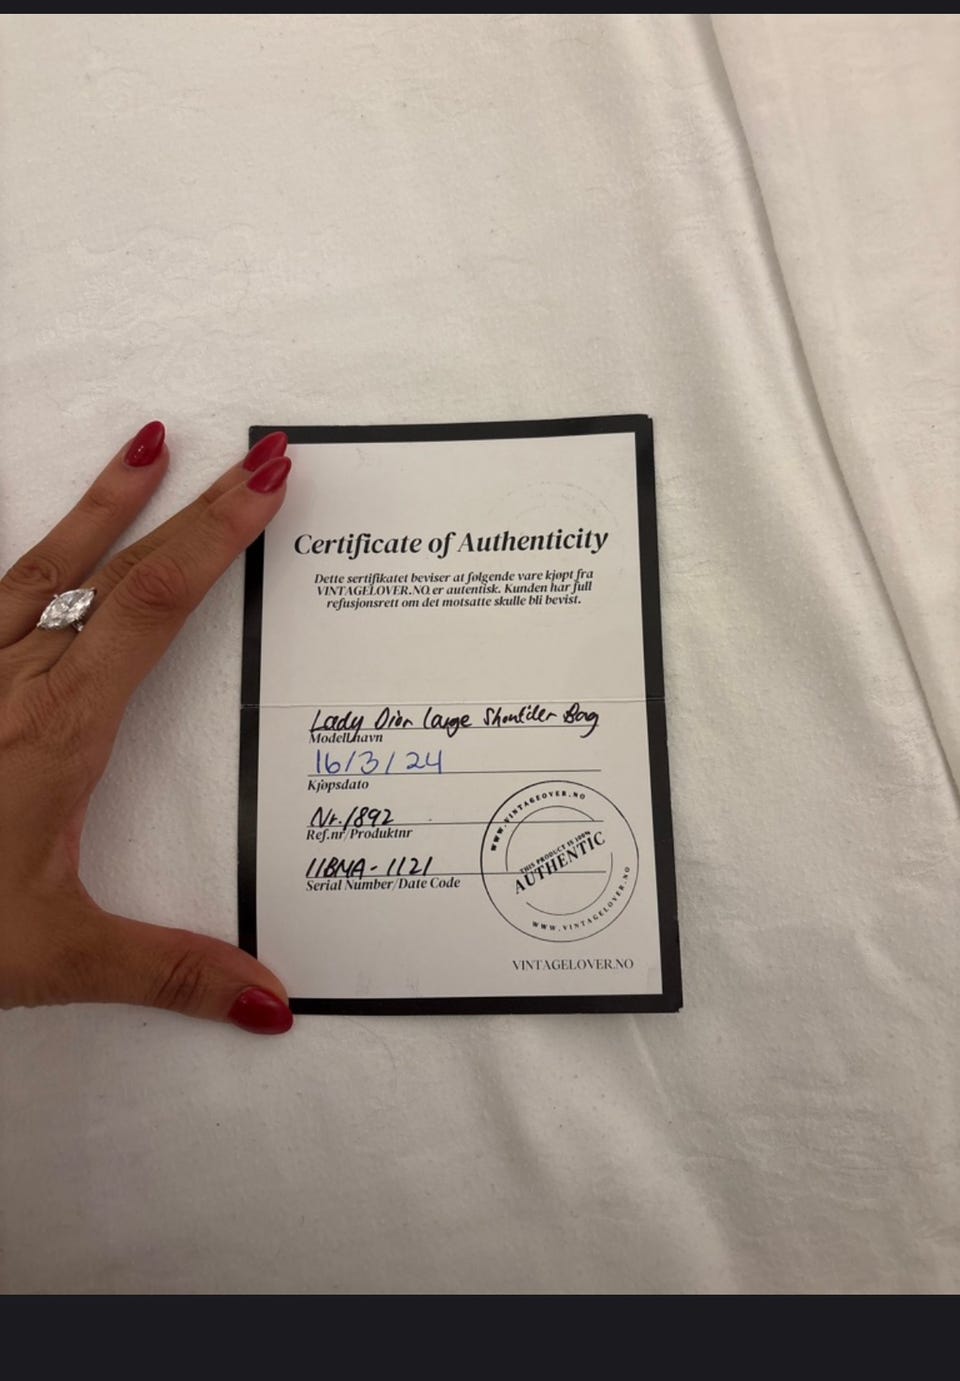 Certificate of Authenticity
Dette sertifikatet beviser at følgende vare kjøpt fra
VINTAGELOVER.NO er autentisk. Kunden har full
refusjonsrett om det motsatte skulle bli bevist.
Lady Dior large Shoulder Bag
Modellnavn
16/3/24
Kjøpsdato
Nr.1892
Ref.nr/Produktnr
11BMA-1121
Serial Number/Date Code
WWW.VINTAGELOVER.NO
THIS PRODUCT IS 100%
AUTHENTIC
WWW.VINTAGELOVER.NO
VINTAGELOVER.NO